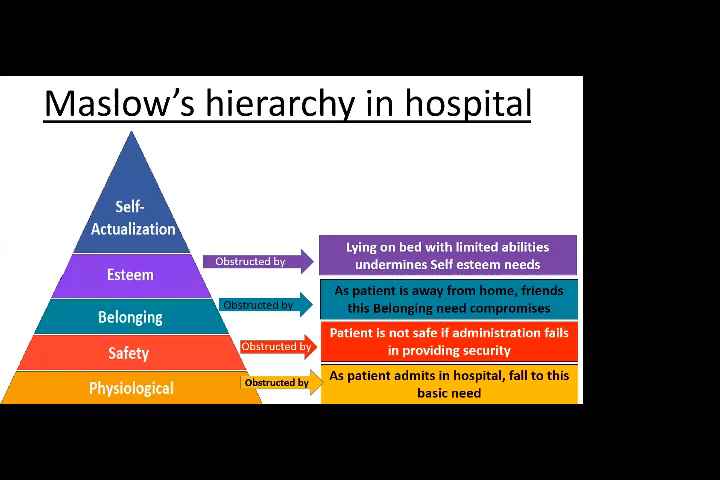 Maslow's hierarchy in hospital
Self-
Actualization
Obstructed by
Lying on bed with limited abilities
undermines Self esteem needs
Esteem
Obstructed by
As patient is away from home, friends
this Belonging need compromises
Belonging
Obstructed by
Patient is not safe if administration fails
in providing security
Safety
Obstructed by
As patient admits in hospital, fall to this
basic need
Physiological